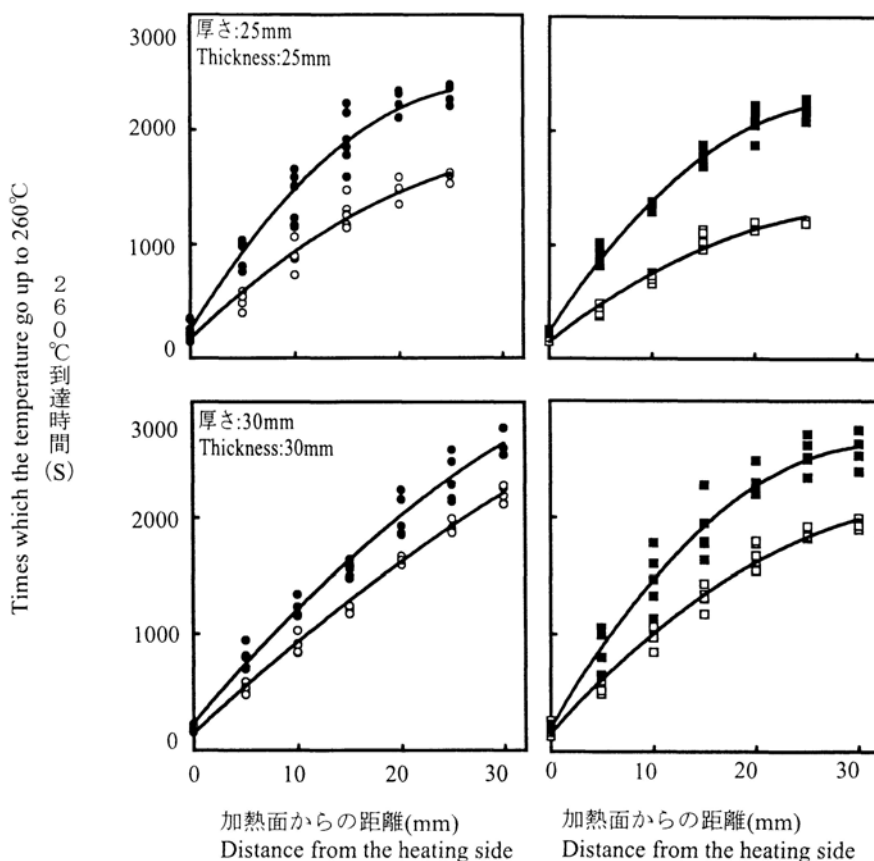 厚さ:25mm
Thickness:25mm
3000
2000
1000
0
厚さ:30mm
Thickness:30mm
3000
2000
1000
0
Times which the temperature go up to 260℃
260℃到達時間(S)
0 10 20 30
0 10 20 30
加熱面からの距離(mm)
Distance from the heating side
加熱面からの距離(mm)
Distance from the heating side